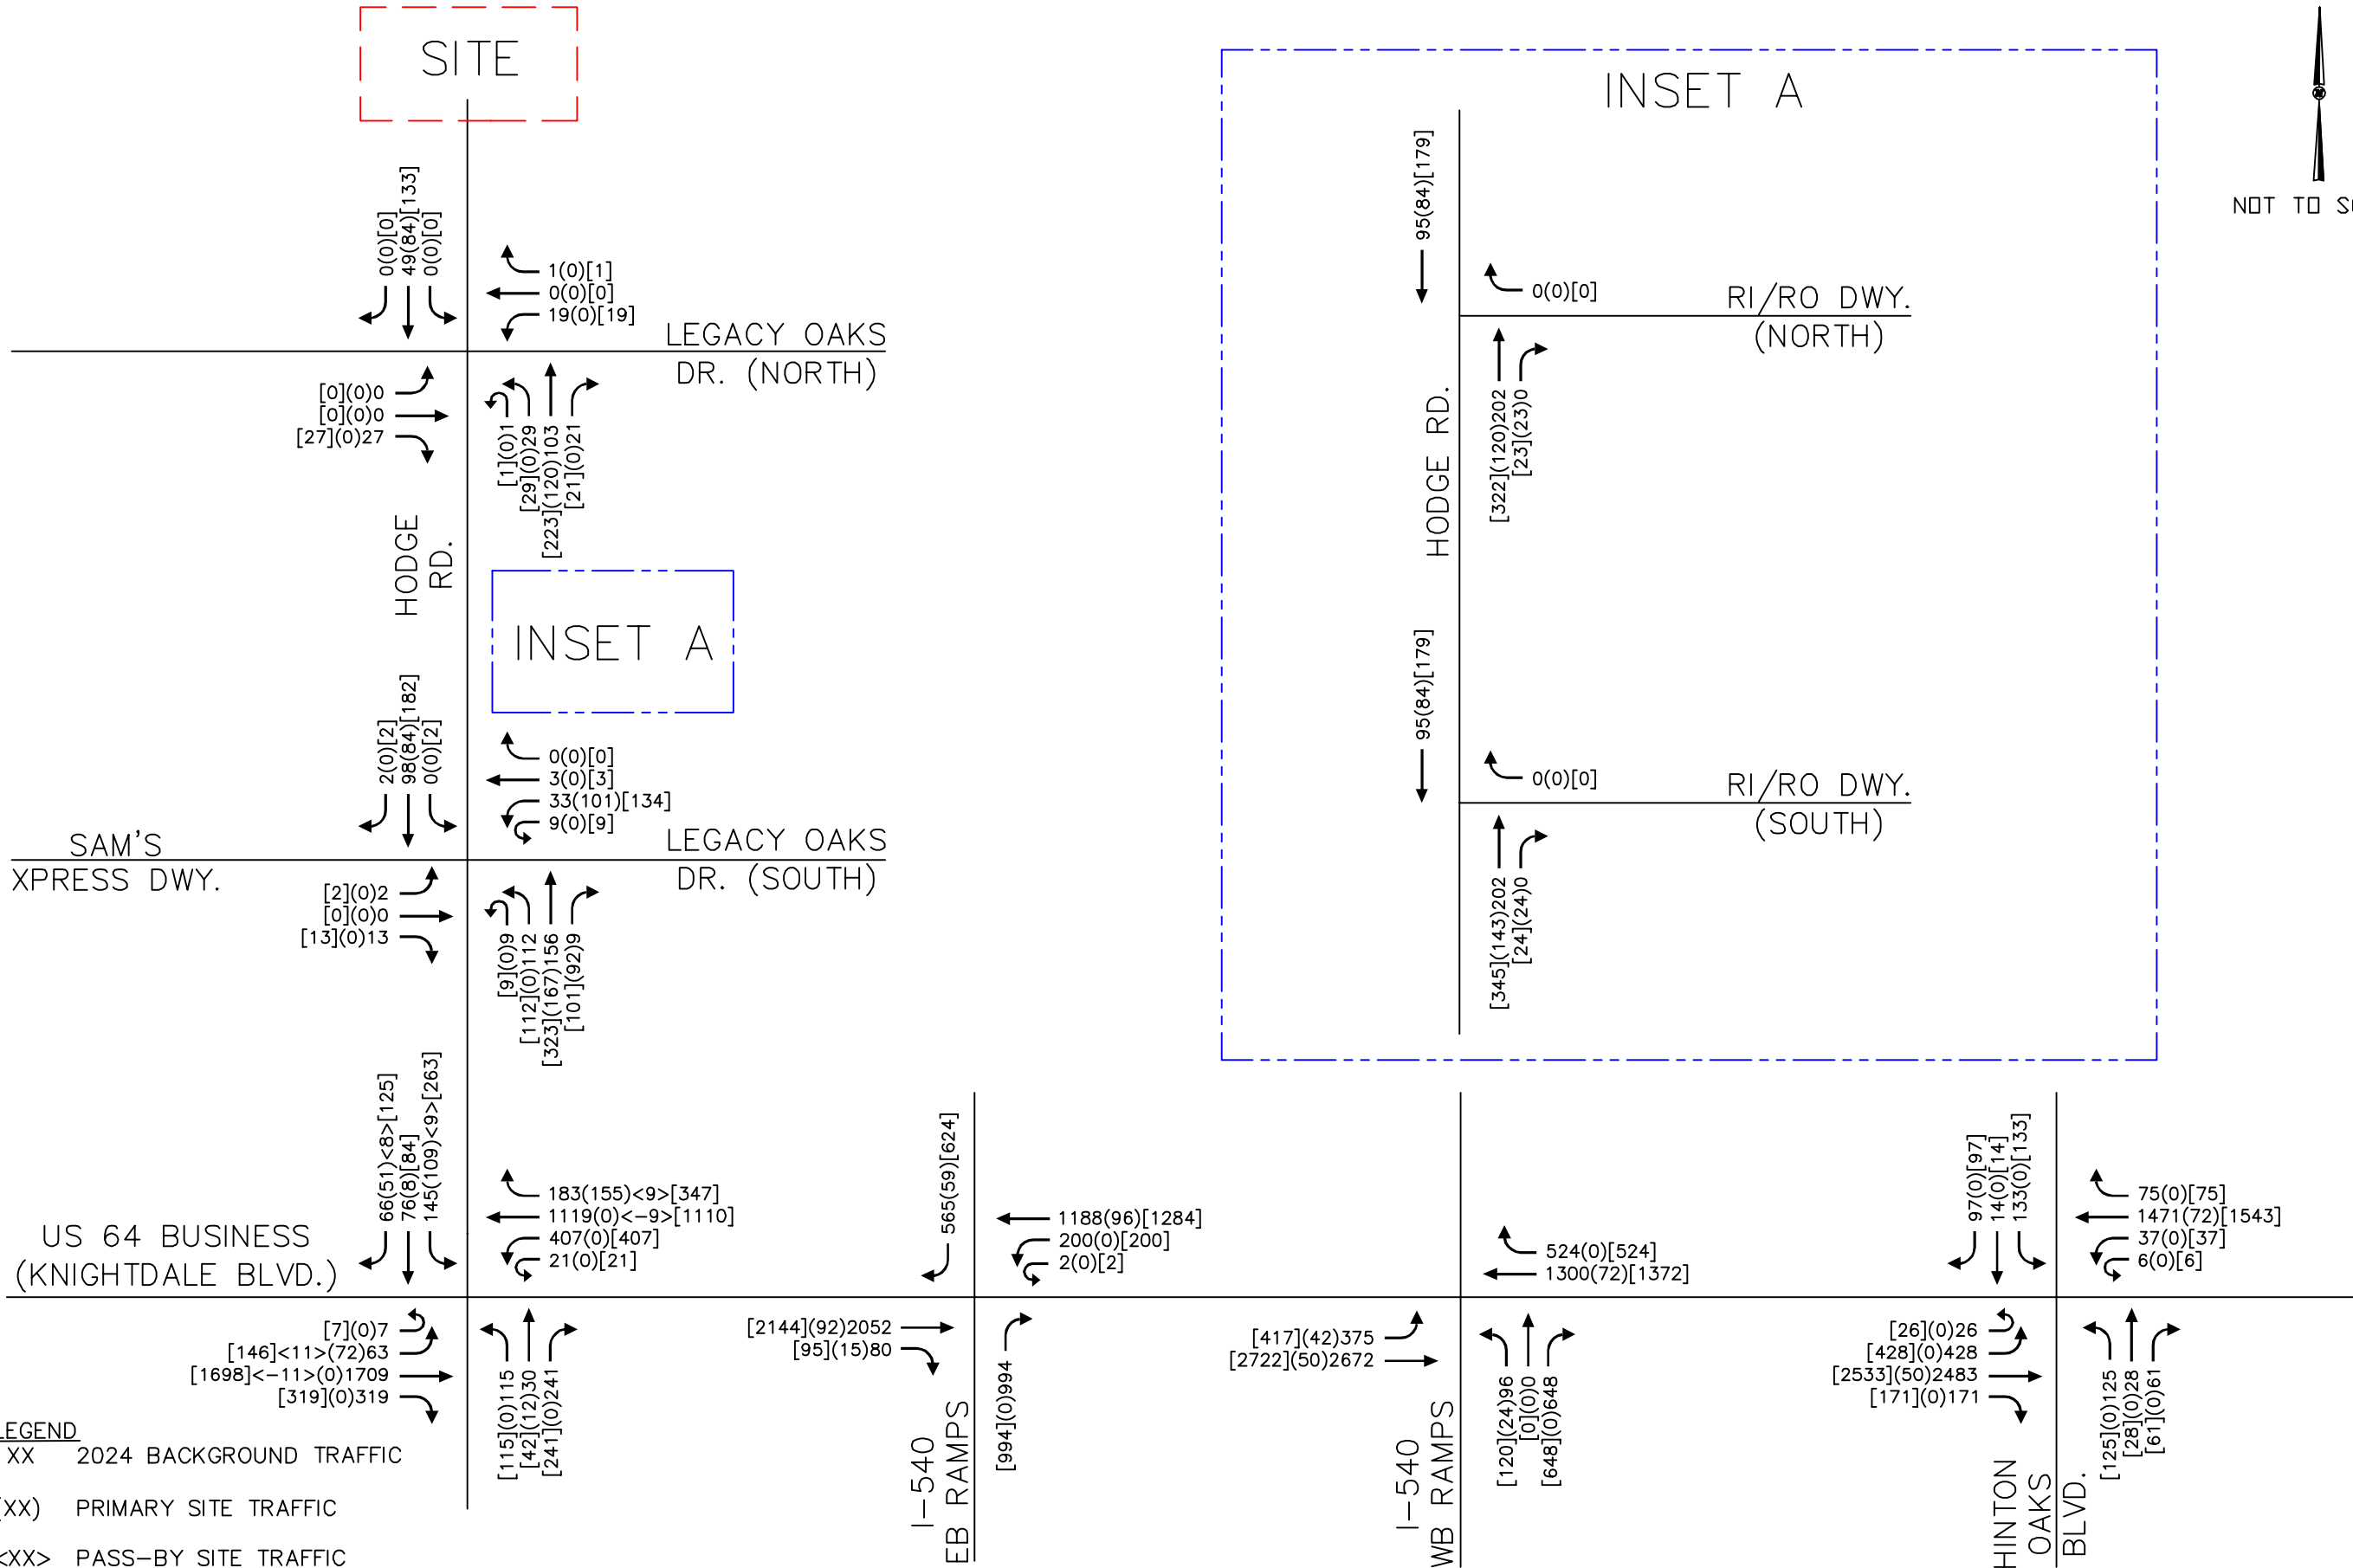 SITE
INSET A
NOT TO
0(0)[0]
49(84)[133]
0(0)[0]
1(0)[1]
0(0)[0]
19(0)[19]
LEGACY OAKS
DR. (NORTH)
[0](0)0
[0](0)0
[27](0)27
[1](0)1
[29](0)29
[223](120)103
[21](0)21
HODGE
RD.
INSET A
95(84)[179]
0(0)[0]
RI/RO DWY.
(NORTH)
[322](120)202
[23](23)0
HODGE RD.
95(84)[179]
0(0)[0]
RI/RO DWY.
(SOUTH)
[345](143)202
[24](24)0
2(0)[2]
98(84)[182]
0(0)[2]
0(0)[0]
3(0)[3]
33(101)[134]
9(0)[9]
SAM'S
XPRESS DWY.
LEGACY OAKS
DR. (SOUTH)
[2](0)2
[0](0)0
[13](0)13
[9](0)9
[112](0)112
[323](167)156
[101](92)9
66(51)<8>[125]
76(8)[84]
145(109)<9>[263]
183(155)<9>[347]
1119(0)<-9>[1110]
407(0)[407]
21(0)[21]
US 64 BUSINESS
(KNIGHTDALE BLVD.)
[7](0)7
[146]<11>(72)63
[1698]<-11>(0)1709
[319](0)319
[115](0)115
[42](12)30
[241](0)241
565(59)[624]
1188(96)[1284]
200(0)[200]
2(0)[2]
[2144](92)2052
[95](15)80
I-540
EB RAMPS
[994](0)994
524(0)[524]
1300(72)[1372]
[417](42)375
[2722](50)2672
I-540
WB RAMPS
[120](24)96
[0](0)0
[648](0)648
97(0)[97]
14(0)[14]
133(0)[133]
75(0)[75]
1471(72)[1543]
37(0)[37]
6(0)[6]
[26](0)26
[428](0)428
[2533](50)2483
[171](0)171
HINTON
OAKS
BLVD.
[125](0)125
[28](0)28
[61](0)61
LEGEND
XX 2024 BACKGROUND TRAFFIC
XX) PRIMARY SITE TRAFFIC
<XX> PASS-BY SITE TRAFFIC